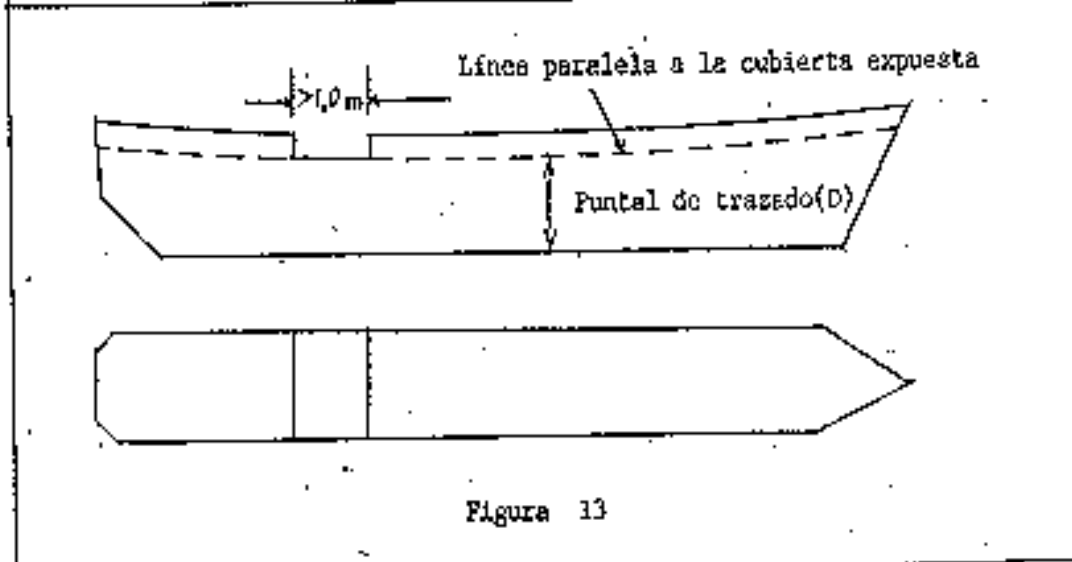 Línea paralela a la cubierta expuesta
>1,0 m
Puntal de trazado(D)
Figura 13